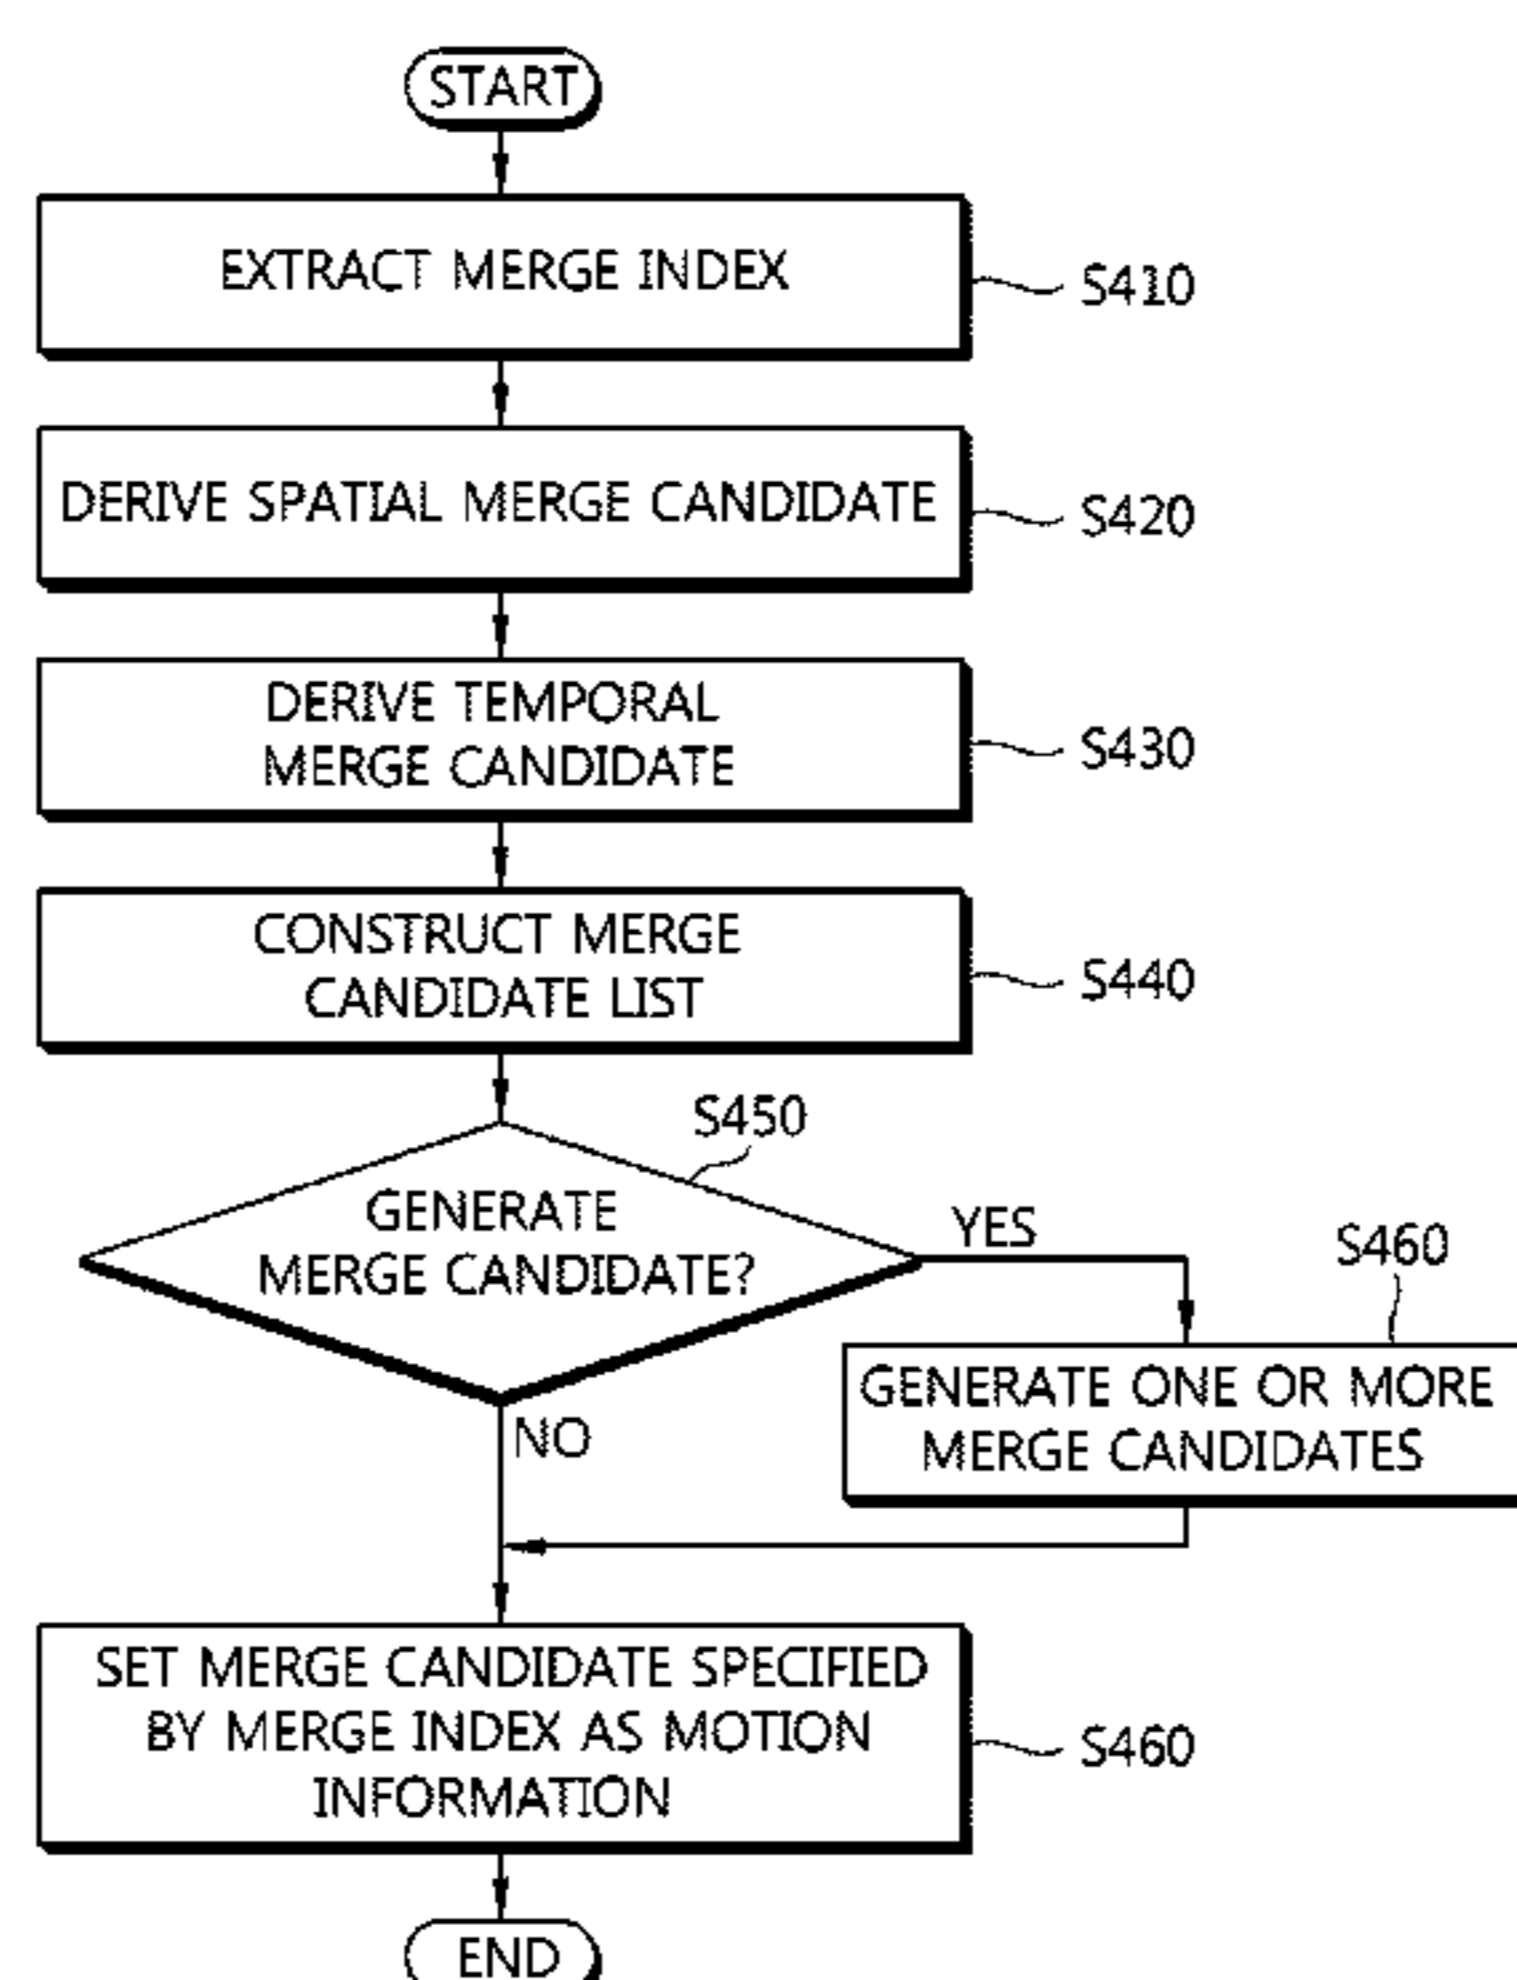 START
EXTRACT MERGE INDEX
S410
DERIVE SPATIAL MERGE CANDIDATE
S420
DERIVE TEMPORAL
MERGE CANDIDATE
S430
CONSTRUCT MERGE
CANDIDATE LIST
S440
S450
GENERATE
MERGE CANDIDATE?
YES
S460
GENERATE ONE OR MORE
MERGE CANDIDATES
NO
SET MERGE CANDIDATE SPECIFIED
BY MERGE INDEX AS MOTION
INFORMATION
S460
END